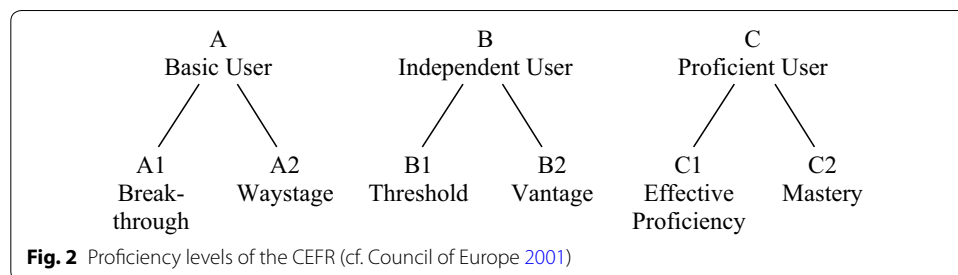 A B C
Basic User Independent User Proficient User
A1 A2 B1 B2 C1 C2
Break- Waystage Threshold Vantage Effective Mastery
through Proficiency
Fig. 2 Proficiency levels of the CEFR (cf. Council of Europe 2001)